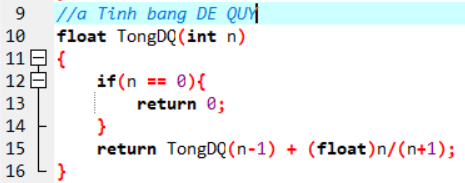 9 //a Tinh bang DE QUY
10 float TongDQ(int n)
11 {
12 if(n == 0){
13 return 0;
14 }
15 return TongDQ(n-1) + (float)n/(n+1);
16 }